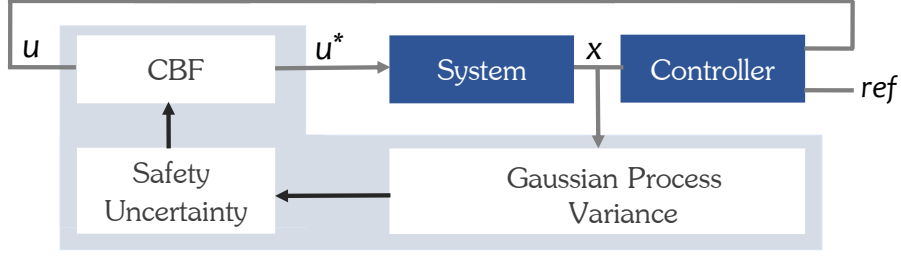 u
CBF
u*
System
x
Controller
ref
Safety
Uncertainty
Gaussian Process
Variance